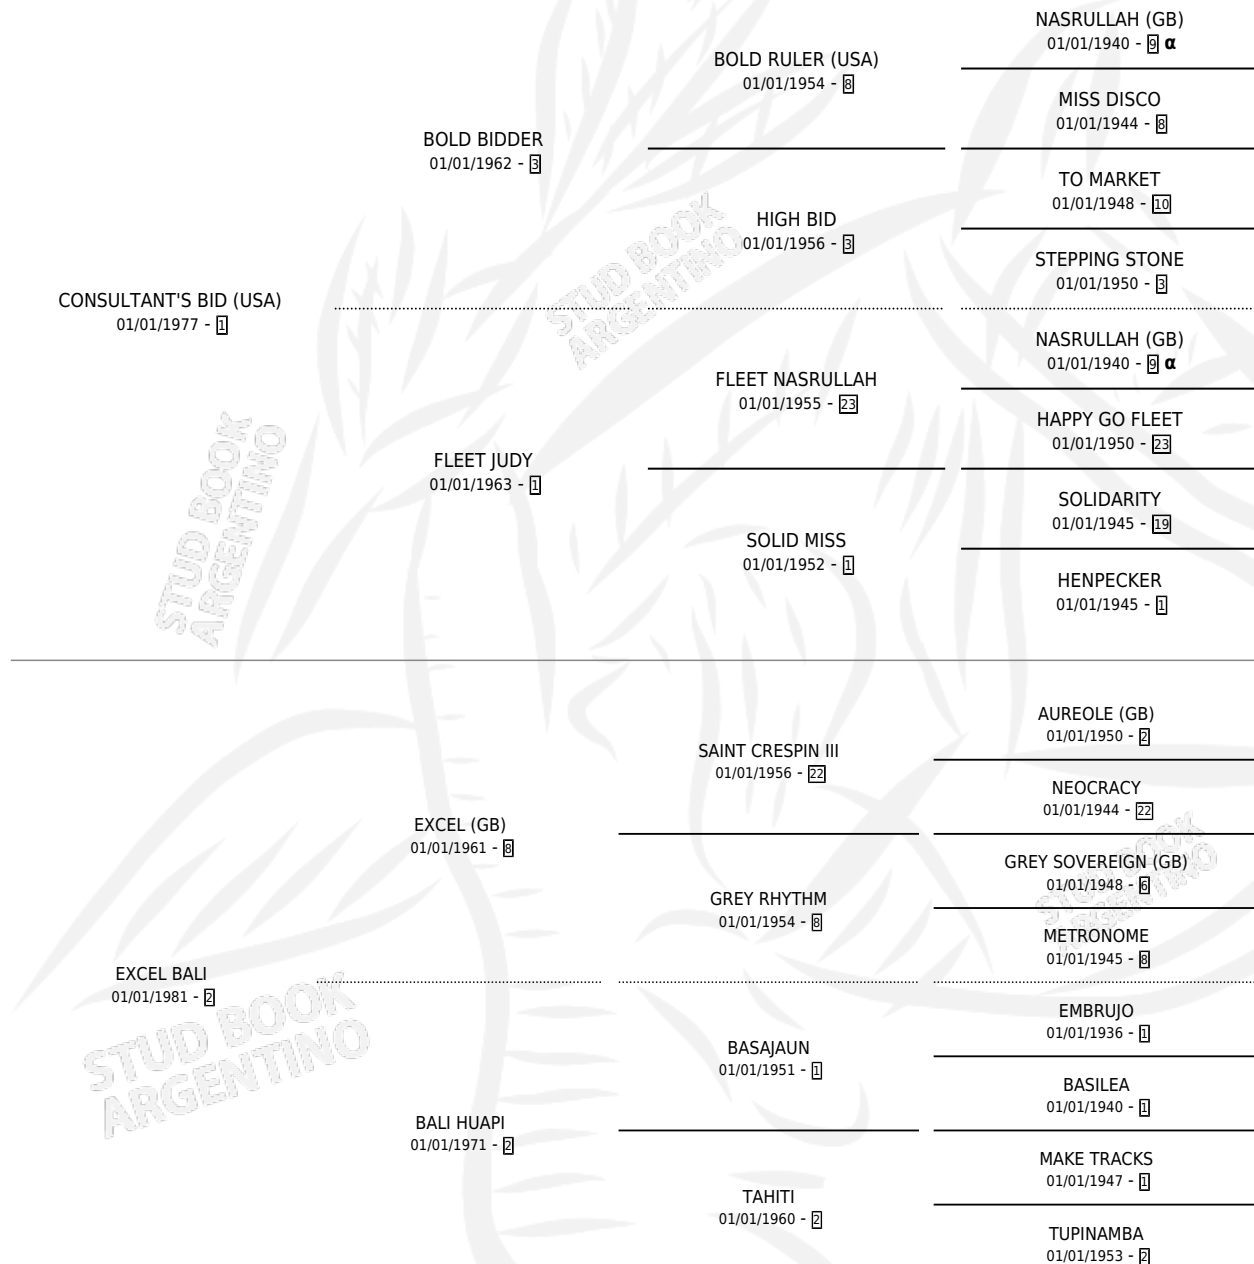 NASRULLAH (GB)
01/01/1940 - 9 α
BOLD RULER (USA)
01/01/1954 - 8
MISS DISCO
01/01/1944 - 8
BOLD BIDDER
01/01/1962 - 3
TO MARKET
01/01/1948 - 10
HIGH BID
01/01/1956 - 3
STEPPING STONE
01/01/1950 - 3
STUD BOOK
ARGENTINO
CONSULTANT'S BID (USA)
01/01/1977 - 1
NASRULLAH (GB)
01/01/1940 - 9 α
FLEET NASRULLAH
01/01/1955 - 23
HAPPY GO FLEET
01/01/1950 - 23
FLEET JUDY
01/01/1963 - 1
SOLIDARITY
01/01/1945 - 19
SOLID MISS
01/01/1952 - 1
HENPECKER
01/01/1945 - 1
STUD BOOK
ARGENTINO
AUREOLE (GB)
01/01/1950 - 2
SAINT CRESPIN III
01/01/1956 - 22
NEOCRACY
01/01/1944 - 22
EXCEL (GB)
01/01/1961 - 8
GREY SOVEREIGN (GB)
01/01/1948 - 6
GREY RHYTHM
01/01/1954 - 8
METRONOME
01/01/1945 - 8
STUD BOOK
ARGENTINO
EXCEL BALI
01/01/1981 - 2
EMBRUJO
01/01/1936 - 1
BASAJAUN
01/01/1951 - 1
BASILEA
01/01/1940 - 1
BALI HUAPI
01/01/1971 - 2
MAKE TRACKS
01/01/1947 - 1
TAHITI
01/01/1960 - 2
TUPINAMBA
01/01/1953 - 2
STUD BOOK
ARGENTINO